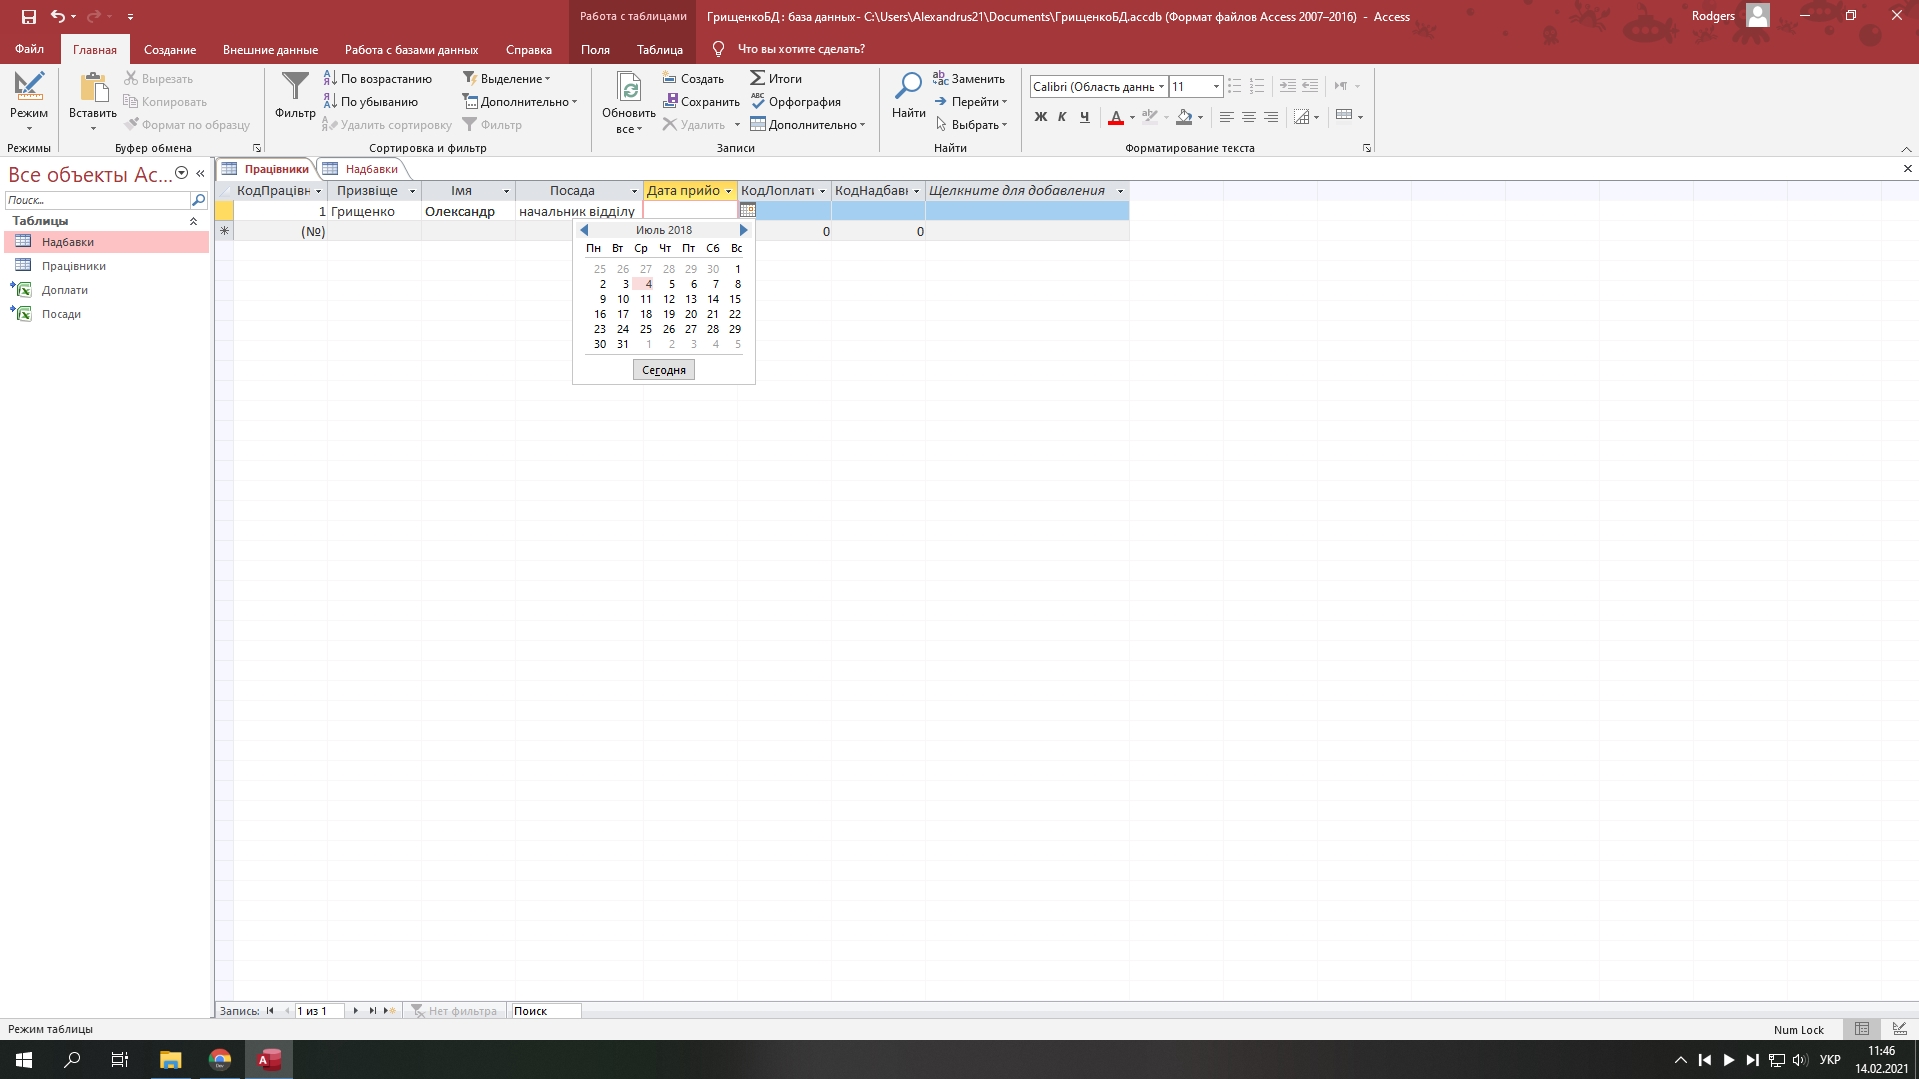 Работа с таблицами
ГрищенкоБД : база данных- C:\Users\Alexandrus21\Documents\ГрищенкоБД.accdb (Формат файлов Access 2007–2016) - Access
Rodgers
Файл Главная Создание Внешние данные Работа с базами данных Справка Поля Таблица Что вы хотите сделать?
Режим
Режимы
Вставить
Вырезать
Копировать
Формат по образцу
Буфер обмена
Фильтр
По возрастанию
По убыванию
Удалить сортировку
Выделение
Дополнительно
Фильтр
Сортировка и фильтр
Обновить
все
Создать
Сохранить
Удалить
Итоги
Орфография
Дополнительно
Записи
Найти
Заменить
Перейти
Выбрать
Найти
Calibri (Область даннь 11
Ж К Ч
Форматирование текста
Все объекты Ac...
Поиск...
Таблицы
Надбавки
Працівники
Доплати
Посади
Працівники Надбавки
КодПрацівн Призвіще Імя Посада Дата прийо КодЛоплаті КодНадбавк Щелкните для добавления
1 Грищенко Олександр начальник відділу
(№) 0 0
Июль 2018
Пн Вт Ср Чт Пт Сб Вс
25 26 27 28 29 30 1
2 3 4 5 6 7 8
9 10 11 12 13 14 15
16 17 18 19 20 21 22
23 24 25 26 27 28 29
30 31 1 2 3 4 5
Сегодня
Запись: 1 из 1 Нет фильтра Поиск
Режим таблицы
Num Lock
УКР
11:46
14.02.2021